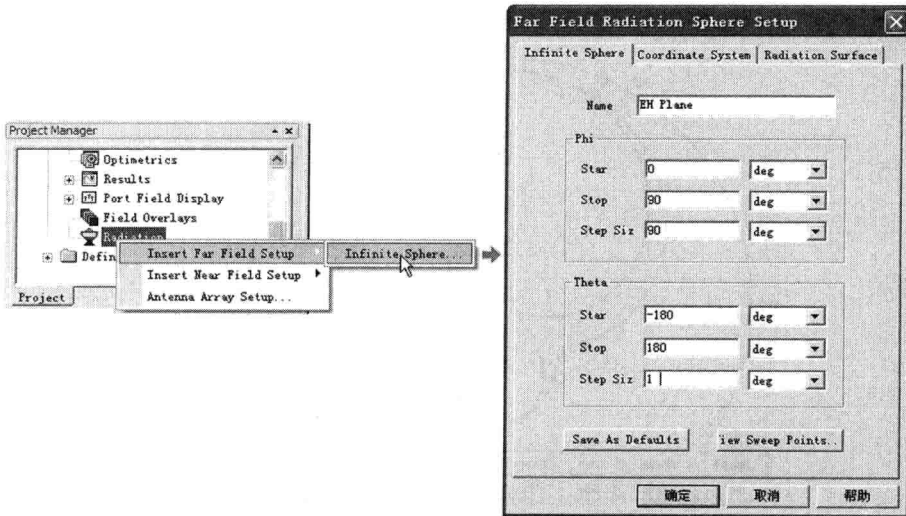 Project Manager
Optimetrics
Results
Port Field Display
Field Overlays
Radiation
Defin
Insert Far Field Setup
Insert Near Field Setup
Antenna Array Setup...
Infinite Sphere...
Project
Far Field Radiation Sphere Setup
Infinite Sphere
Coordinate System
Radiation Surface
Name
EH Plane
Phi
Star 0 deg
Stop 90 deg
Step Siz 90 deg
Theta
Star -180 deg
Stop 180 deg
Step Siz 1 deg
Save As Defaults
iew Sweep Points..
确定
取消
帮助